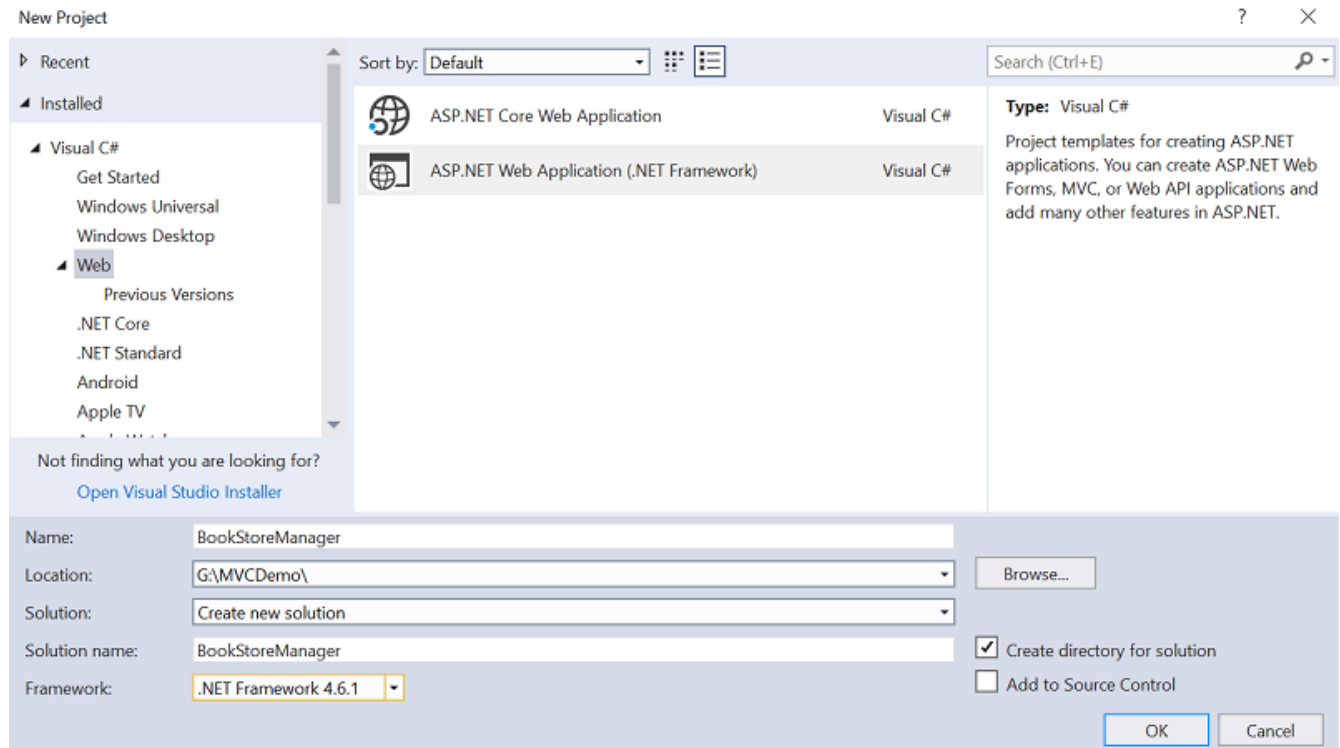 New Project
?
Recent
Installed
Visual C#
Get Started
Windows Universal
Windows Desktop
Web
Previous Versions
.NET Core
.NET Standard
Android
Apple TV
Not finding what you are looking for?
Open Visual Studio Installer
Sort by: Default
ASP.NET Core Web Application Visual C#
ASP.NET Web Application (.NET Framework) Visual C#
Search (Ctrl+E)
Type: Visual C#
Project templates for creating ASP.NET
applications. You can create ASP.NET Web
Forms, MVC, or Web API applications and
add many other features in ASP.NET.
Name: BookStoreManager
Location: G:\MVCDemo\ Browse...
Solution: Create new solution
Solution name: BookStoreManager Create directory for solution
Framework: .NET Framework 4.6.1 Add to Source Control
OK Cancel